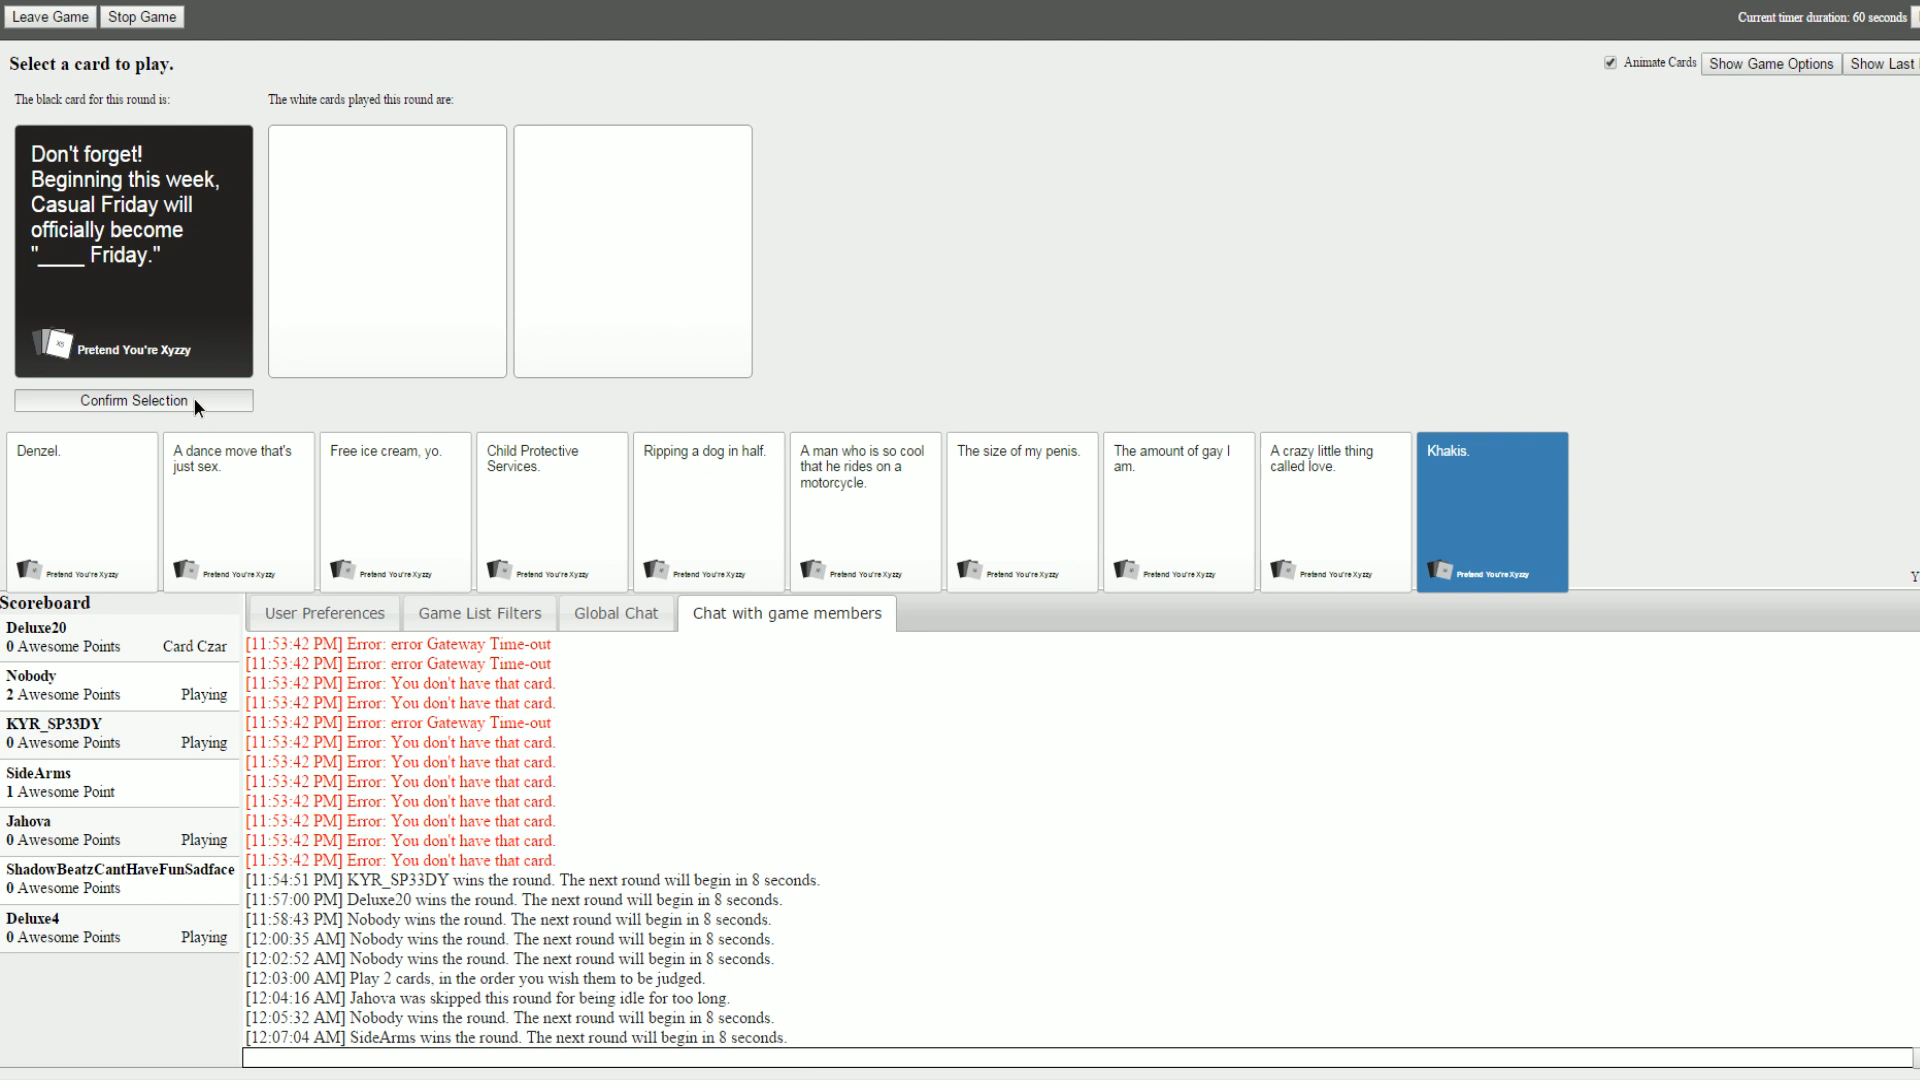 Leave Game
Stop Game
Current timer duration: 60 seconds
Select a card to play.
Animate Cards
Show Game Options
Show Last
The black card for this round is:
The white cards played this round are:
Don't forget!
Beginning this week,
Casual Friday will
officially become
"____ Friday."
Pretend You're Xyzzy
Confirm Selection
Denzel.
Pretend You're Xyzzy
A dance move that's
just sex.
Pretend You're Xyzzy
Free ice cream, yo.
Pretend You're Xyzzy
Child Protective
Services.
Pretend You're Xyzzy
Ripping a dog in half.
Pretend You're Xyzzy
A man who is so cool
that he rides on a
motorcycle.
Pretend You're Xyzzy
The size of my penis.
Pretend You're Xyzzy
The amount of gay I
am.
Pretend You're Xyzzy
A crazy little thing
called love.
Pretend You're Xyzzy
Khakis.
Pretend You're Xyzzy
Y
Scoreboard
Deluxe20
0 Awesome Points Card Czar
Nobody
2 Awesome Points Playing
KYR_SP33DY
0 Awesome Points Playing
SideArms
1 Awesome Point
Jahova
0 Awesome Points Playing
ShadowBeatzCantHaveFunSadface
0 Awesome Points
Deluxe4
0 Awesome Points Playing
User Preferences
Game List Filters
Global Chat
Chat with game members
[11:53:42 PM] Error: error Gateway Time-out
[11:53:42 PM] Error: error Gateway Time-out
[11:53:42 PM] Error: You don't have that card.
[11:53:42 PM] Error: You don't have that card.
[11:53:42 PM] Error: error Gateway Time-out
[11:53:42 PM] Error: You don't have that card.
[11:53:42 PM] Error: You don't have that card.
[11:53:42 PM] Error: You don't have that card.
[11:53:42 PM] Error: You don't have that card.
[11:53:42 PM] Error: You don't have that card.
[11:53:42 PM] Error: You don't have that card.
[11:53:42 PM] Error: You don't have that card.
[11:54:51 PM] KYR_SP33DY wins the round. The next round will begin in 8 seconds.
[11:57:00 PM] Deluxe20 wins the round. The next round will begin in 8 seconds.
[11:58:43 PM] Nobody wins the round. The next round will begin in 8 seconds.
[12:00:35 AM] Nobody wins the round. The next round will begin in 8 seconds.
[12:02:52 AM] Nobody wins the round. The next round will begin in 8 seconds.
[12:03:00 AM] Play 2 cards, in the order you wish them to be judged.
[12:04:16 AM] Jahova was skipped this round for being idle for too long.
[12:05:32 AM] Nobody wins the round. The next round will begin in 8 seconds.
[12:07:04 AM] SideArms wins the round. The next round will begin in 8 seconds.